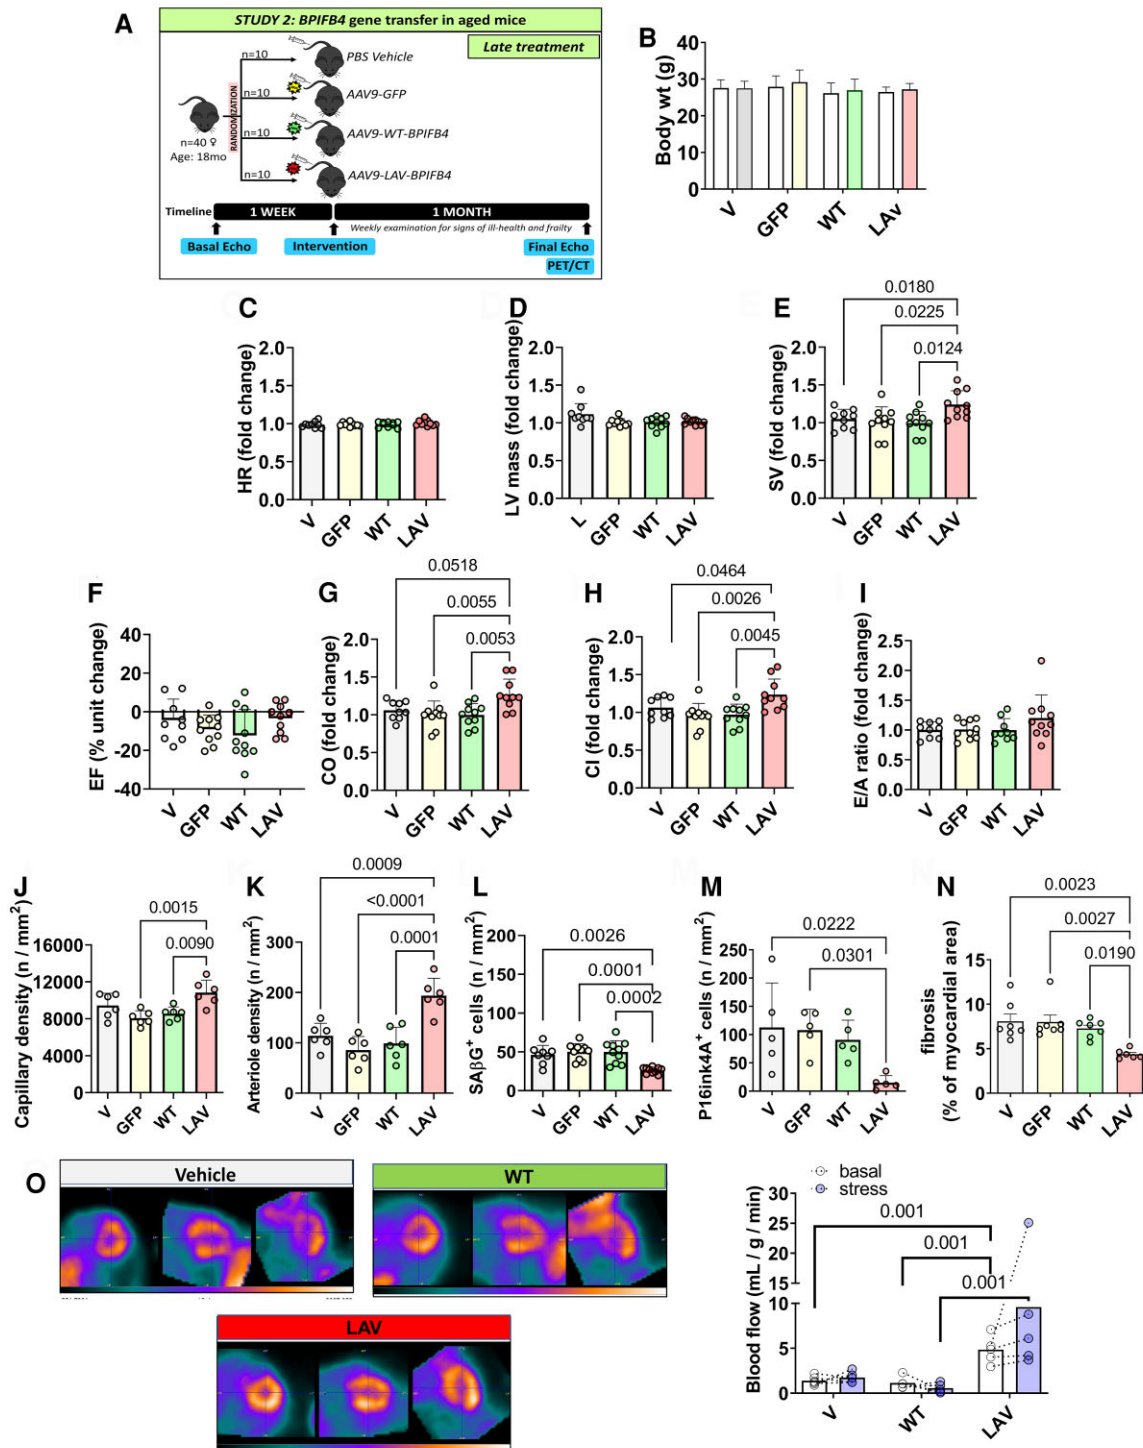 A
STUDY 2: BPIFB4 gene transfer in aged mice
Late treatment
n=10
PBS Vehicle
n=10
AAV9-GFP
n=10
AAV9-WT-BPIFB4
n=10
AAV9-LAV-BPIFB4
RANDOMIZATION
n=40 ♀
Age: 18mo
Timeline
1 WEEK
1 MONTH
Weekly examination for signs of ill-health and frailty
Basal Echo
Intervention
Final Echo
PET/CT
B
Body wt (g)
40
30
20
10
0
V
GFP
WT
LAv
C
HR (fold change)
2.0
1.5
1.0
0.5
0.0
V
GFP
WT
LAV
D
LV mass (fold change)
2.0
1.5
1.0
0.5
0.0
L
GFP
WT
LAV
E
0.0180
0.0225
0.0124
SV (fold change)
2.0
1.5
1.0
0.5
0.0
V
GFP
WT
LAV
F
EF (% unit change)
40
20
0
-20
-40
V
GFP
WT
LAV
G
0.0518
0.0055
0.0053
CO (fold change)
2.0
1.5
1.0
0.5
0.0
V
GFP
WT
LAV
H
0.0464
0.0026
0.0045
CI (fold change)
2.0
1.5
1.0
0.5
0.0
V
GFP
WT
LAV
I
E/A ratio (fold change)
2.5
2.0
1.5
1.0
0.5
0.0
V
GFP
WT
LAV
J
0.0015
0.0090
Capillary density (n / mm²)
16000
12000
8000
4000
0
V
GFP
WT
LAV
K
0.0009
<0.0001
0.0001
Arteriole density (n / mm²)
300
200
100
0
V
GFP
WT
LAV
L
0.0026
0.0001
0.0002
SAβG⁺ cells (n / mm²)
200
150
100
50
0
V
GFP
WT
LAV
M
0.0222
0.0301
P16ink4A⁺ cells (n / mm²)
250
200
150
100
50
0
V
GFP
WT
LAV
N
0.0023
0.0027
0.0190
fibrosis
(% of myocardial area)
15
10
5
0
V
GFP
WT
LAV
O
Vehicle
WT
LAV
basal
stress
0.001
0.001
0.001
Blood flow (mL / g / min)
30
25
20
15
10
5
0
V
WT
LAV